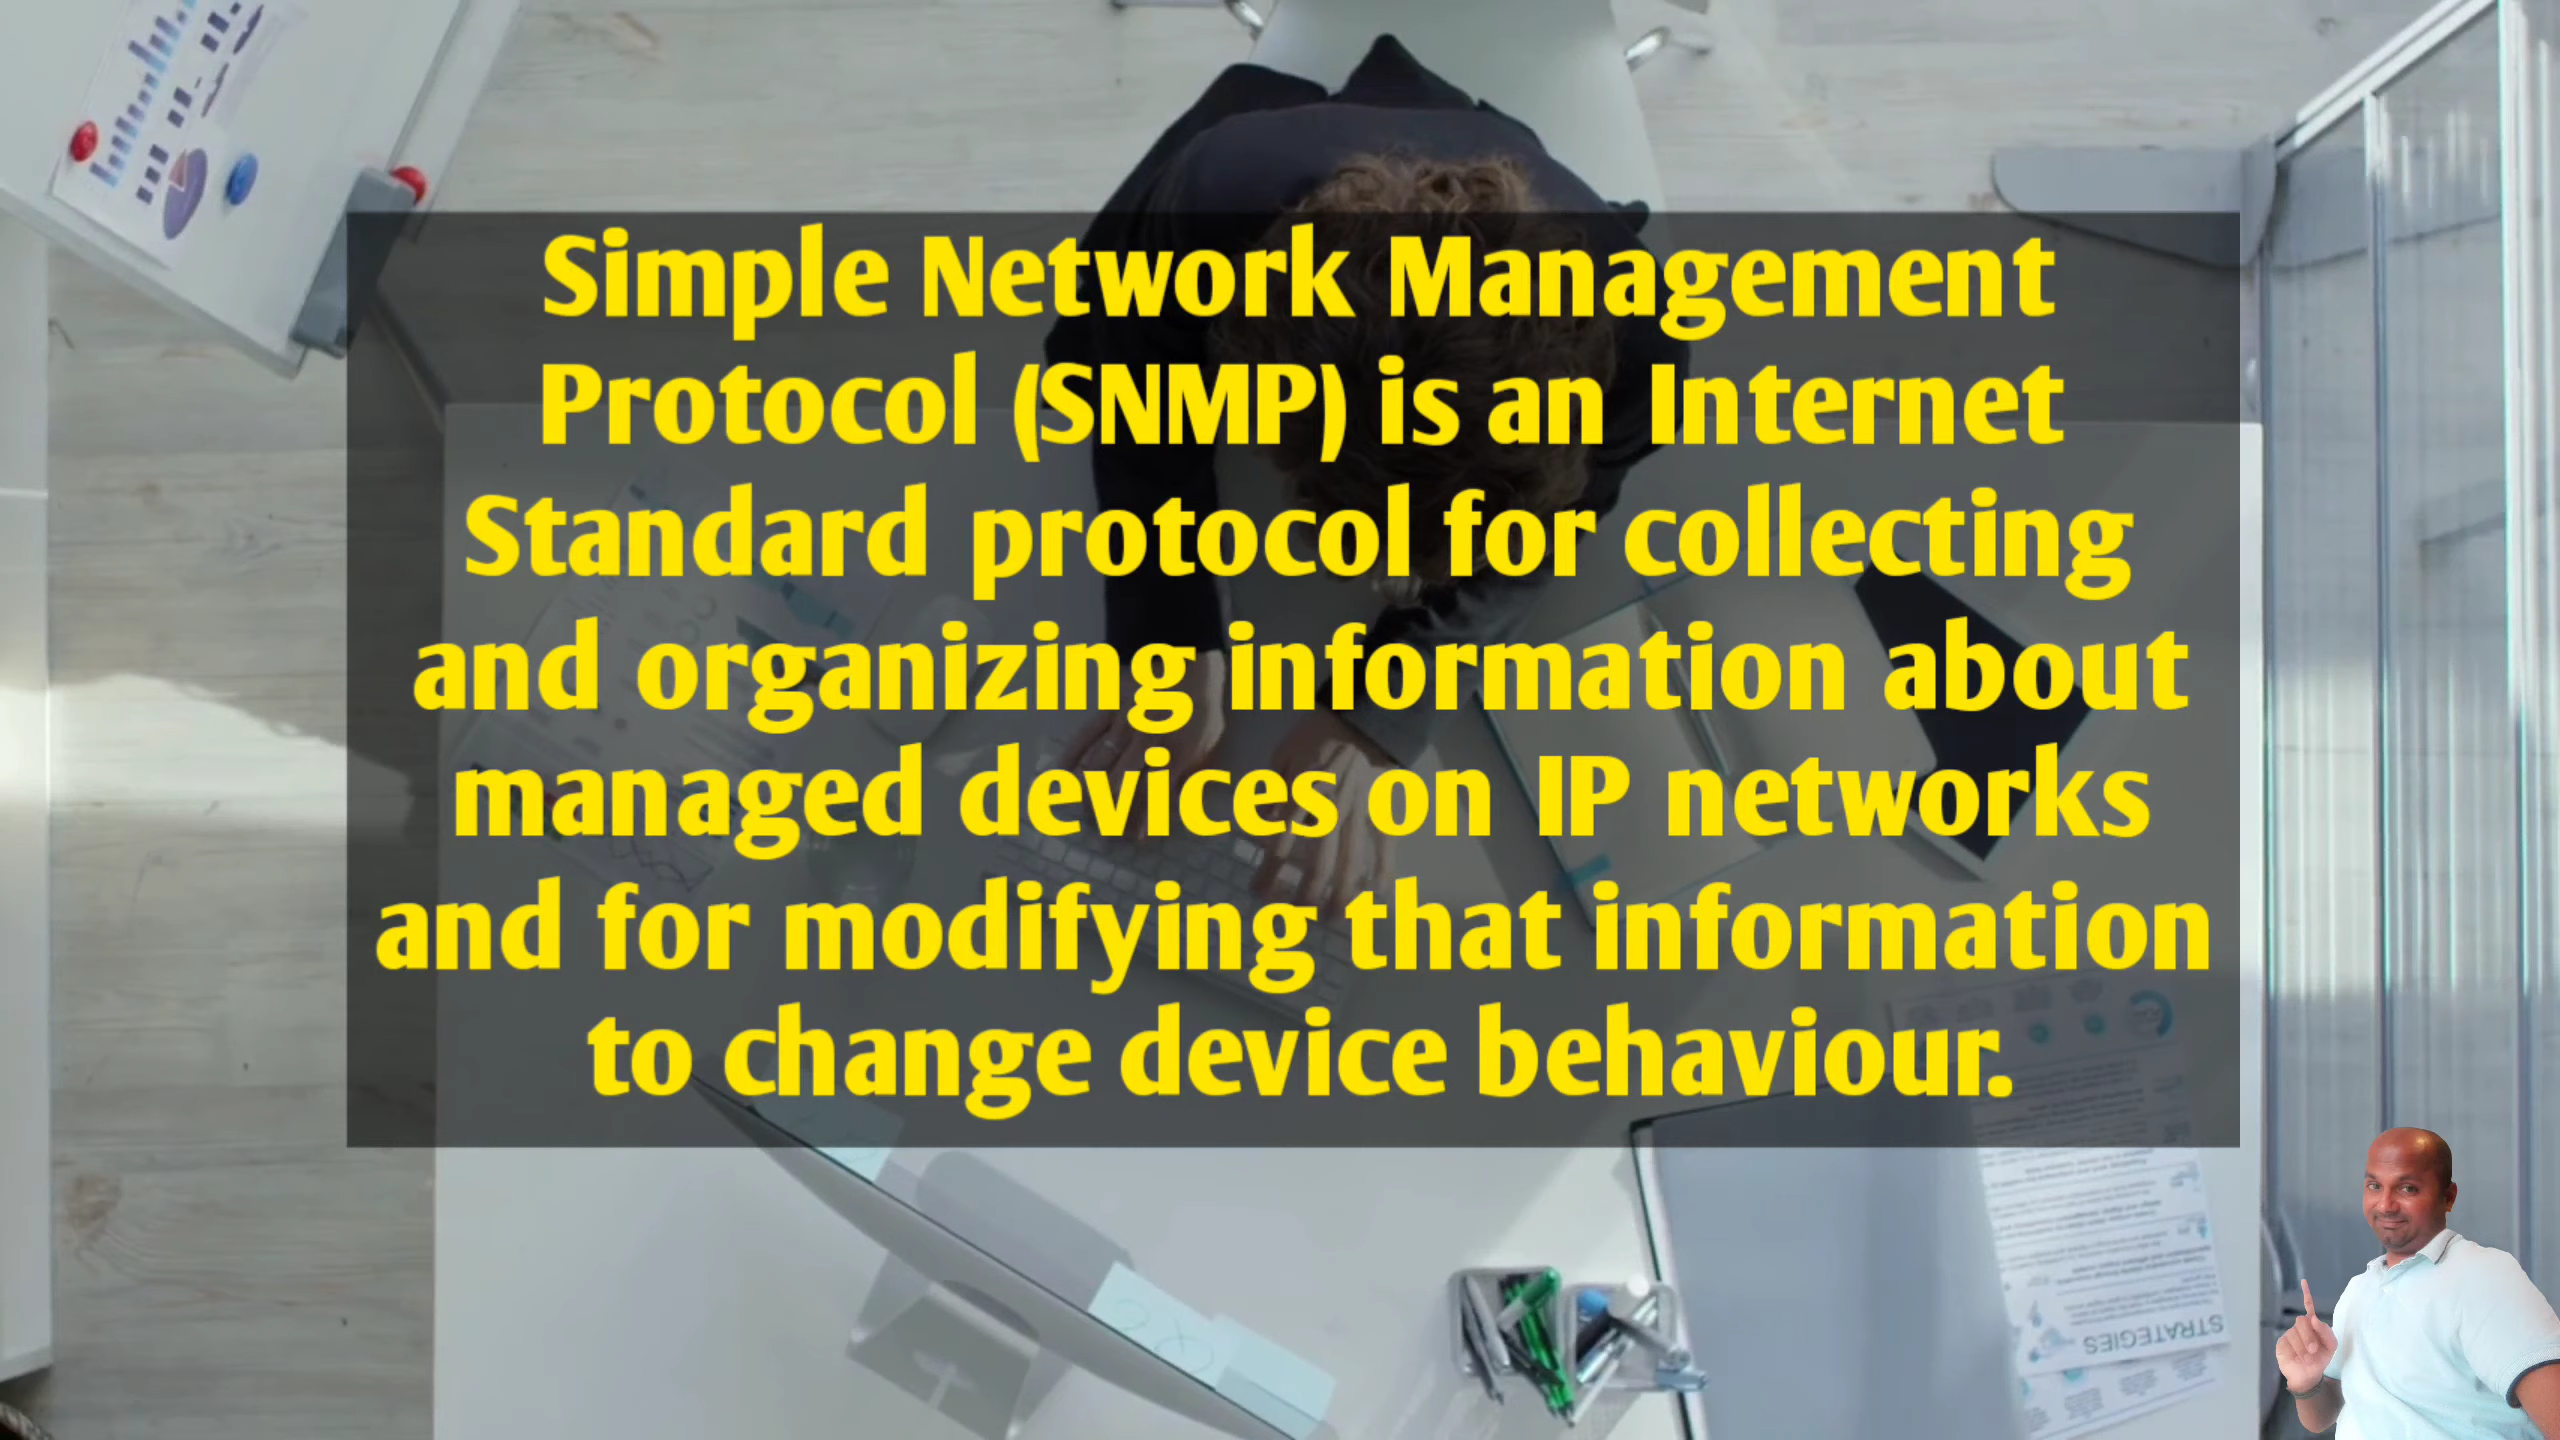 Simple Network Management
Protocol (SNMP) is an Internet
Standard protocol for collecting
and organizing information about
managed devices on IP networks
and for modifying that information
to change device behaviour.
STRATEGIES